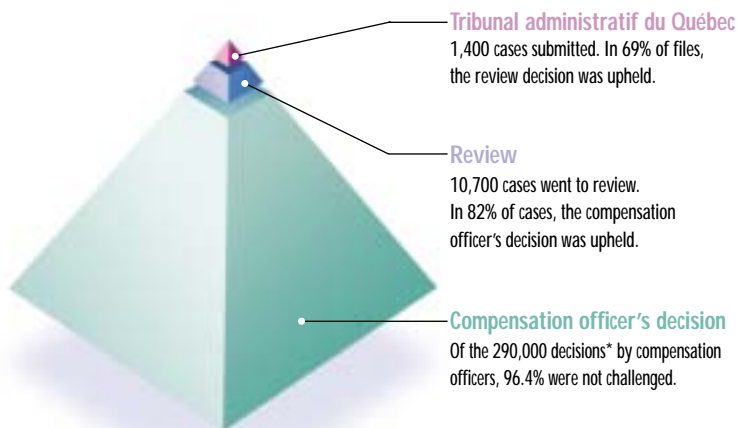 Tribunal administratif du Québec
1,400 cases submitted. In 69% of files,
the review decision was upheld.
Review
10,700 cases went to review.
In 82% of cases, the compensation
officer's decision was upheld.
Compensation officer's decision
Of the 290,000 decisions* by compensation
officers, 96.4% were not challenged.